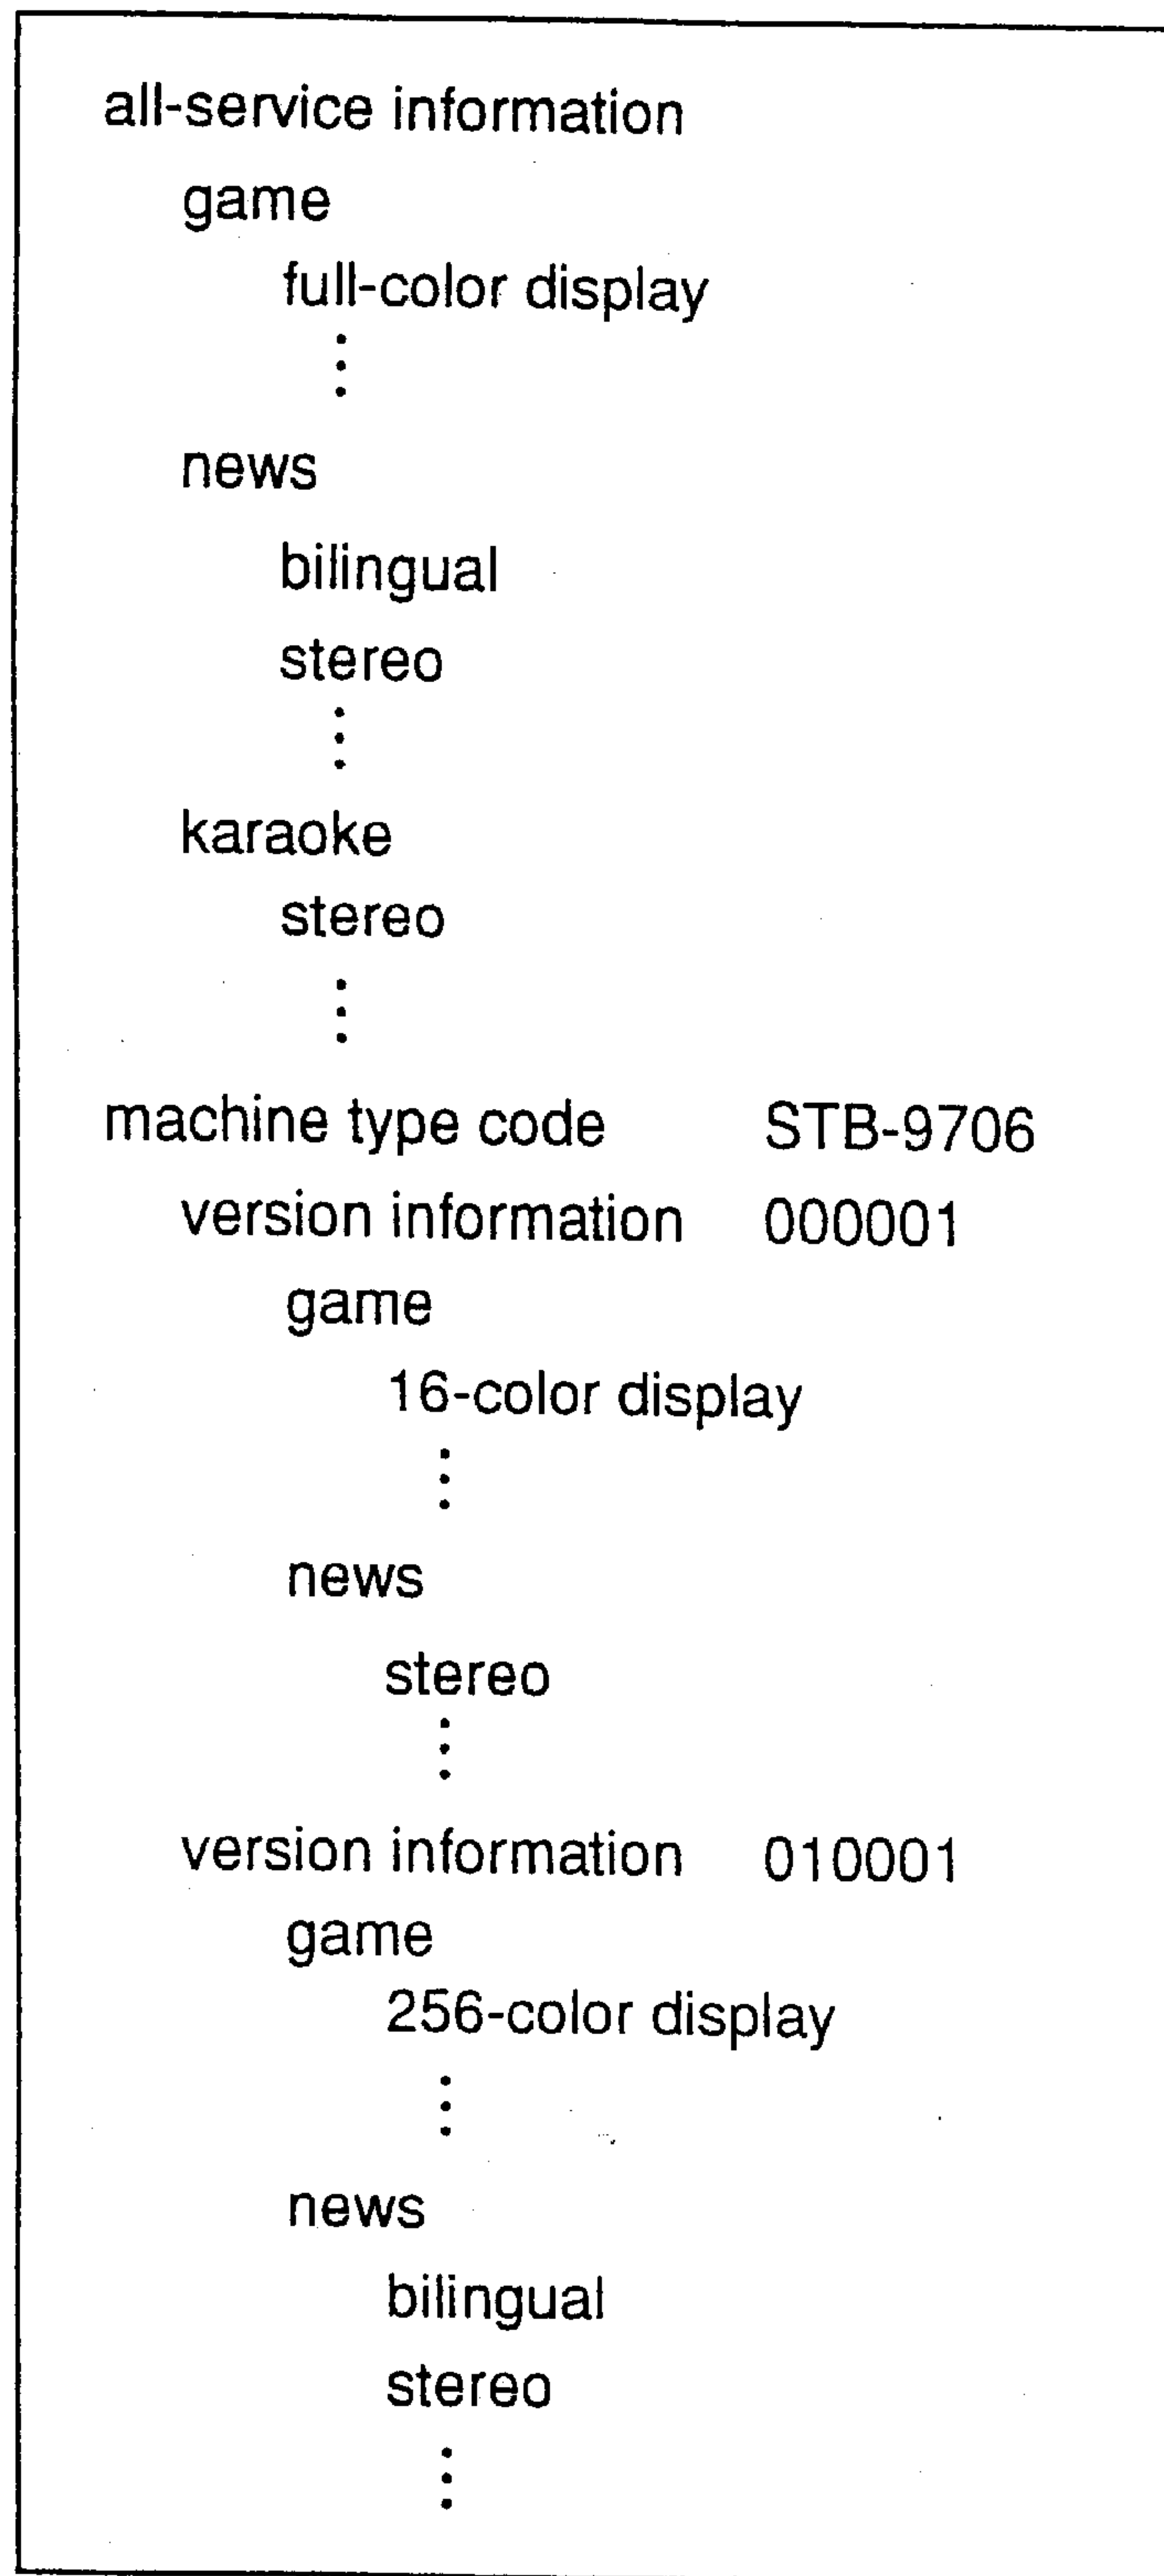 all-service information
game
full-color display
⋮
news
bilingual
stereo
⋮
karaoke
stereo
⋮
machine type code STB-9706
version information 000001
game
16-color display
⋮
news
stereo
⋮
version information 010001
game
256-color display
⋮
news
bilingual
stereo
⋮